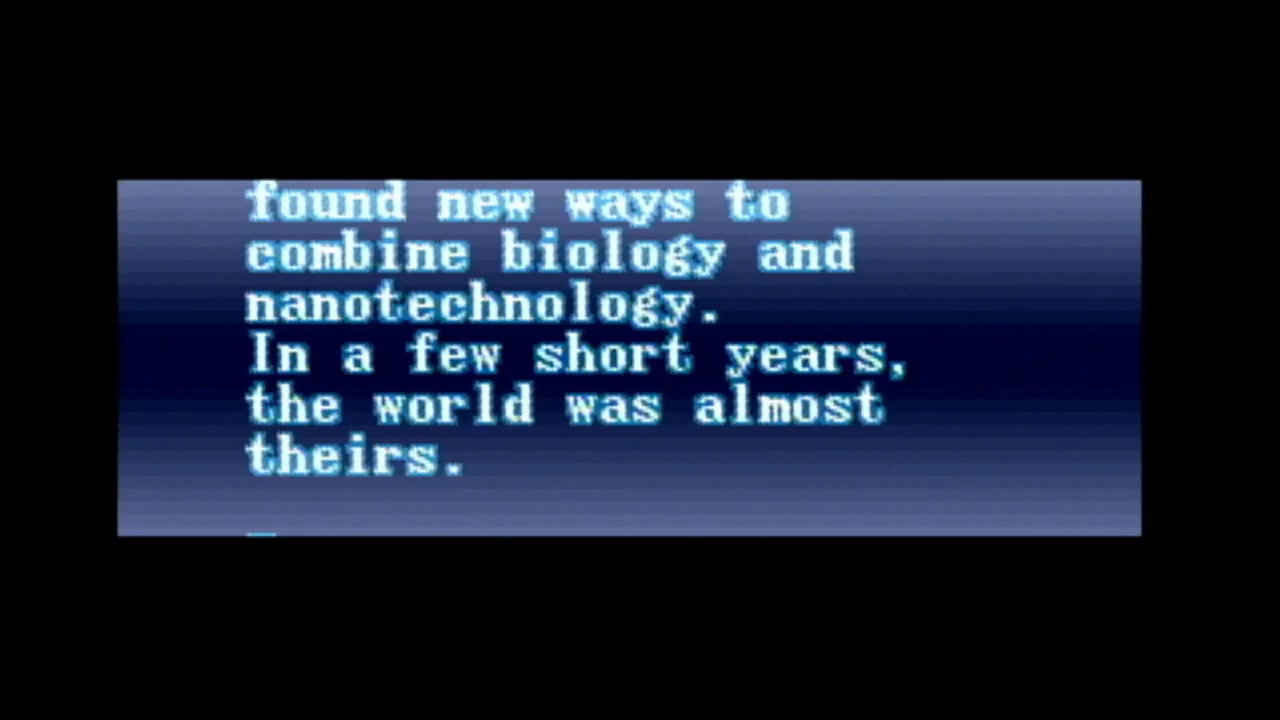 found new ways to
combine biology and
nanotechnology.
In a few short years,
the world was almost
theirs.